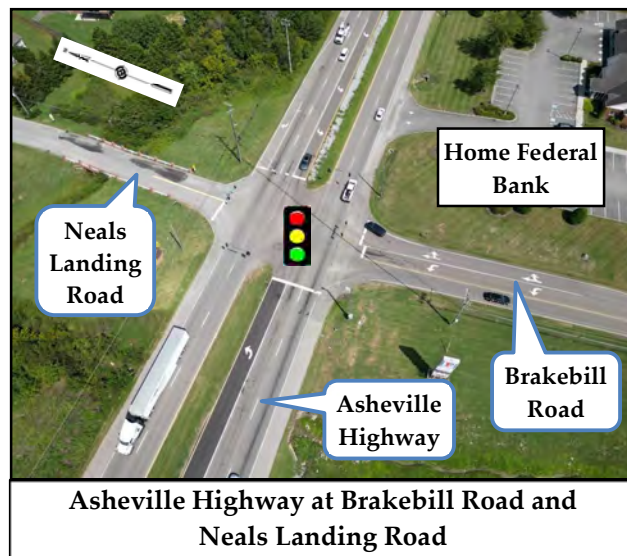 Home Federal
Bank
Neals
Landing
Road
Brakebill
Road
Asheville
Highway
Asheville Highway at Brakebill Road and
Neals Landing Road